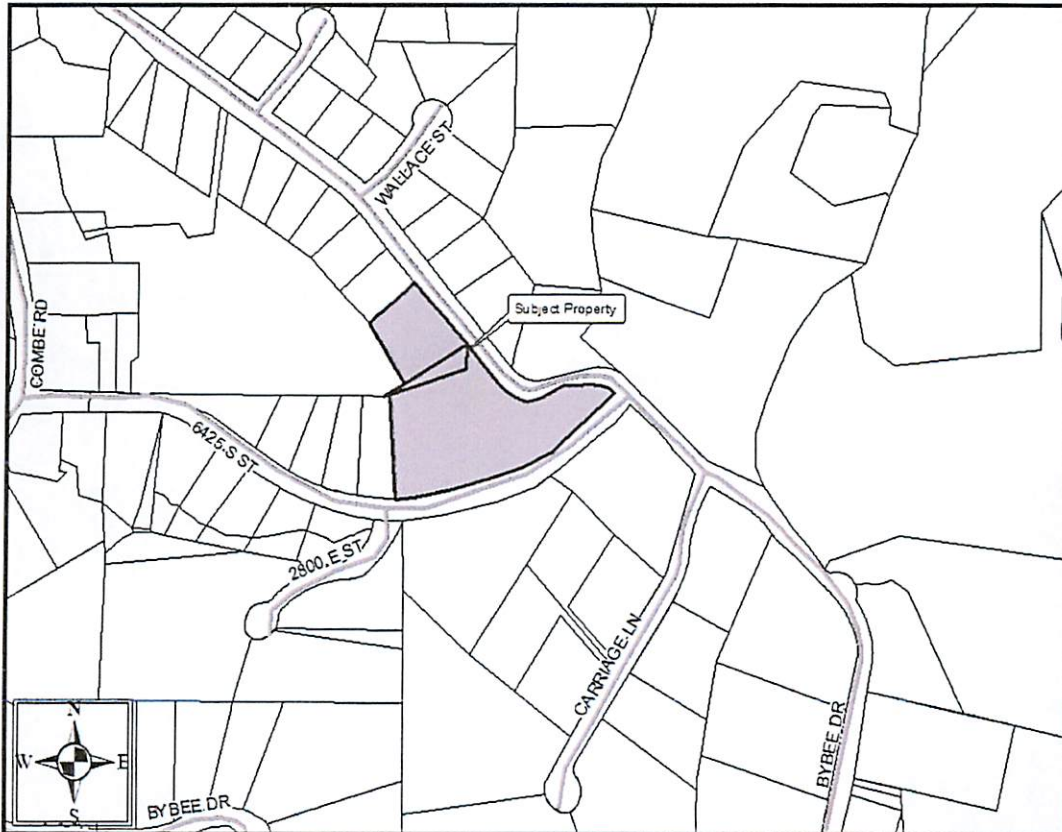 WALLACE ST
Subject Property
COMBE RD
6425 S ST
2800 E ST
CARRIAGE LN
BYBEE DR
N
W E
S
BYBEE DR